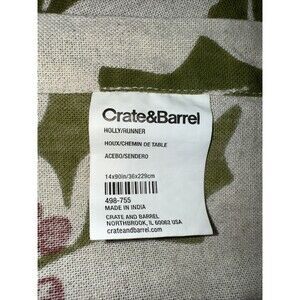 Crate&Barrel
HOLLY/RUNNER
HOUX/CHEMIN DE TABLE
ACEBO/SENDERO
14x90in/36x229cm
498-755
MADE IN INDIA
CRATE AND BARREL
NORTHBROOK, IL 60062 USA
crateandbarrel.com